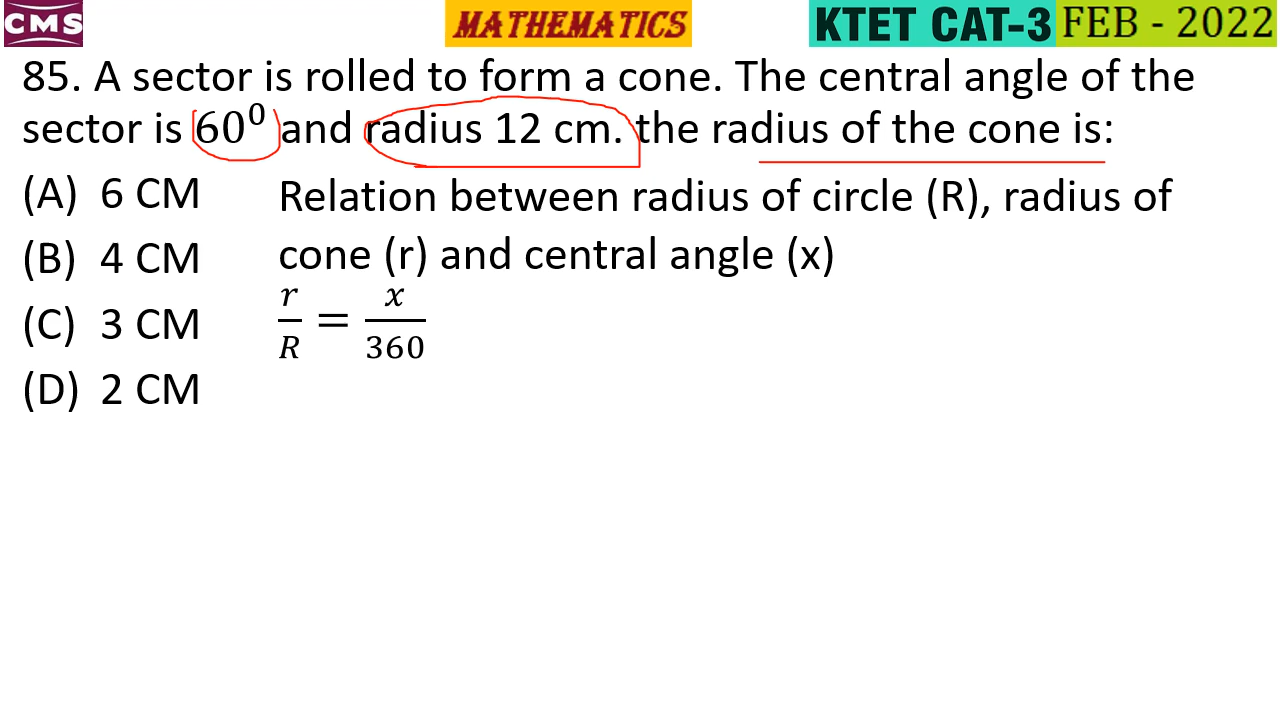 CMS
MATHEMATICS
KTET CAT-3 FEB - 2022
85. A sector is rolled to form a cone. The central angle of the
sector is 60⁰ and radius 12 cm. the radius of the cone is:
(A) 6 CM
(B) 4 CM
(C) 3 CM
(D) 2 CM
Relation between radius of circle (R), radius of
cone (r) and central angle (x)
r/R = x/360